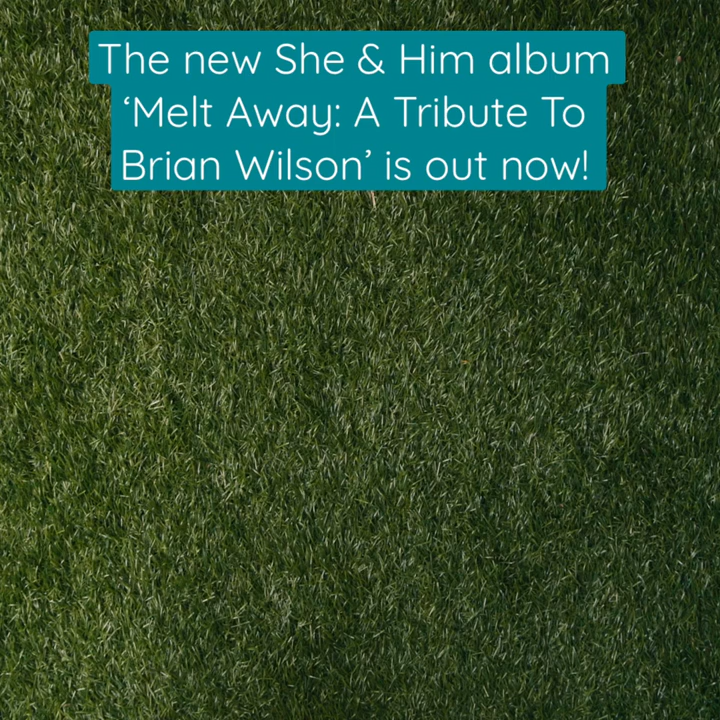 The new She & Him album
‘Melt Away: A Tribute To
Brian Wilson’ is out now!